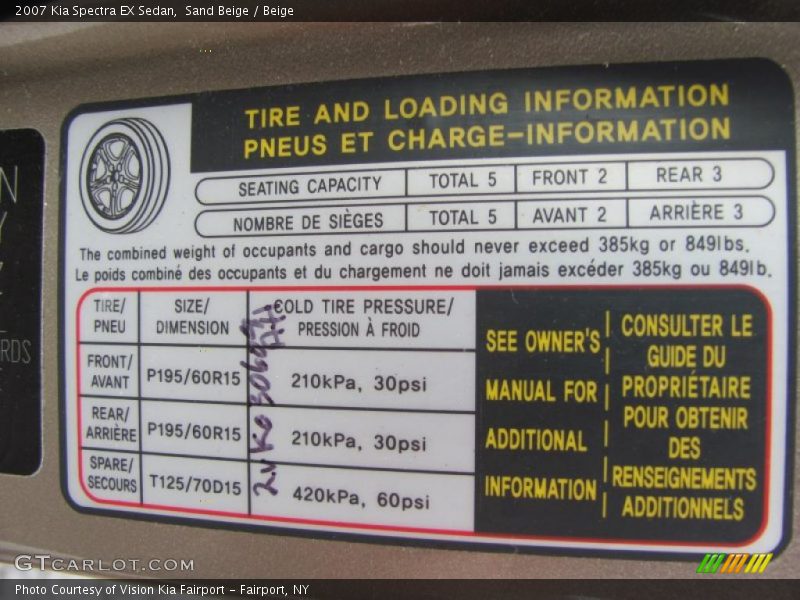 2007 Kia Spectra EX Sedan,  Sand Beige / Beige
TIRE AND LOADING INFORMATION
PNEUS ET CHARGE-INFORMATION
SEATING CAPACITY TOTAL 5 FRONT 2 REAR 3
NOMBRE DE SIÈGES TOTAL 5 AVANT 2 ARRIÈRE 3
The combined weight of occupants and cargo should never exceed 385kg or 849lbs.
Le poids combiné des occupants et du chargement ne doit jamais excéder 385kg ou 849lb.
TIRE/
PNEU
SIZE/
DIMENSION
COLD TIRE PRESSURE/
PRESSION À FROID
FRONT/
AVANT
P195/60R15
210kPa, 30psi
REAR/
ARRIÈRE
P195/60R15
210kPa, 30psi
SPARE/
SECOURS
T125/70D15
420kPa, 60psi
SEE OWNER'S
MANUAL FOR
ADDITIONAL
INFORMATION
CONSULTER LE
GUIDE DU
PROPRIÉTAIRE
POUR OBTENIR
DES
RENSEIGNEMENTS
ADDITIONNELS
N
Y
RDS
GTCARLOT.COM
Photo Courtesy of Vision Kia Fairport - Fairport, NY